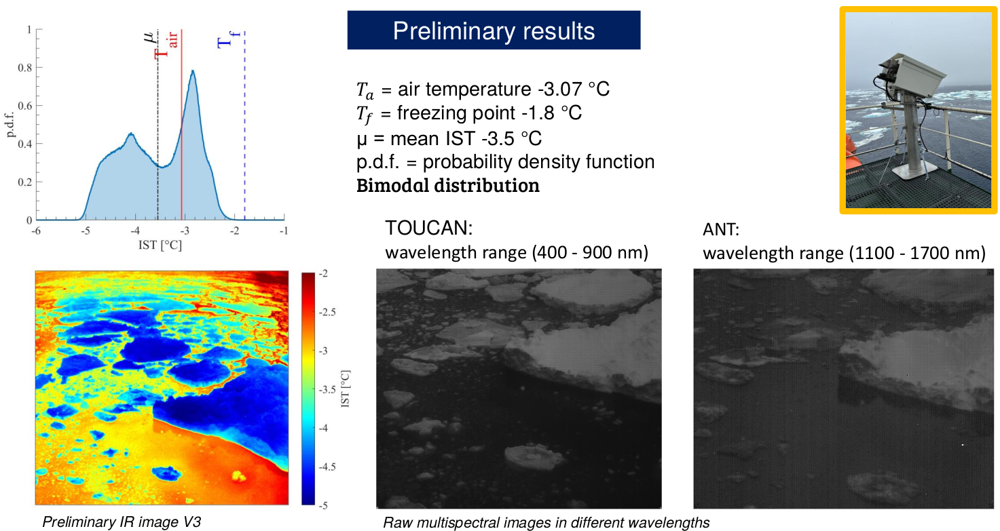 Preliminary results
μ
T air
T f
1
0.8
0.6
0.4
0.2
0
p.d.f.
-6 -5 -4 -3 -2 -1
IST [°C]
T_a = air temperature -3.07 °C
T_f = freezing point -1.8 °C
μ = mean IST -3.5 °C
p.d.f. = probability density function
Bimodal distribution
TOUCAN:
wavelength range (400 - 900 nm)
ANT:
wavelength range (1100 - 1700 nm)
-2
-2.5
-3
-3.5
-4
-4.5
-5
IST [°C]
Preliminary IR image V3
Raw multispectral images in different wavelengths